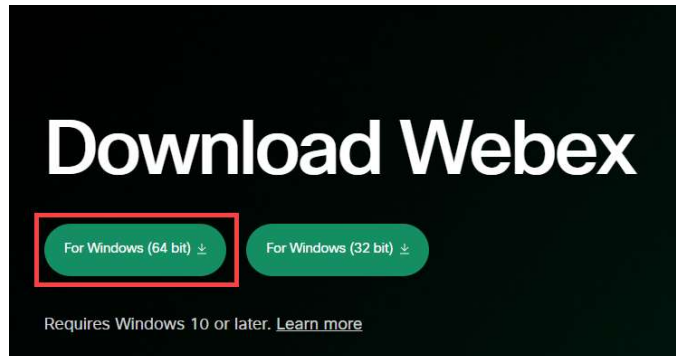 Download Webex
For Windows (64 bit)
For Windows (32 bit)
Requires Windows 10 or later. Learn more